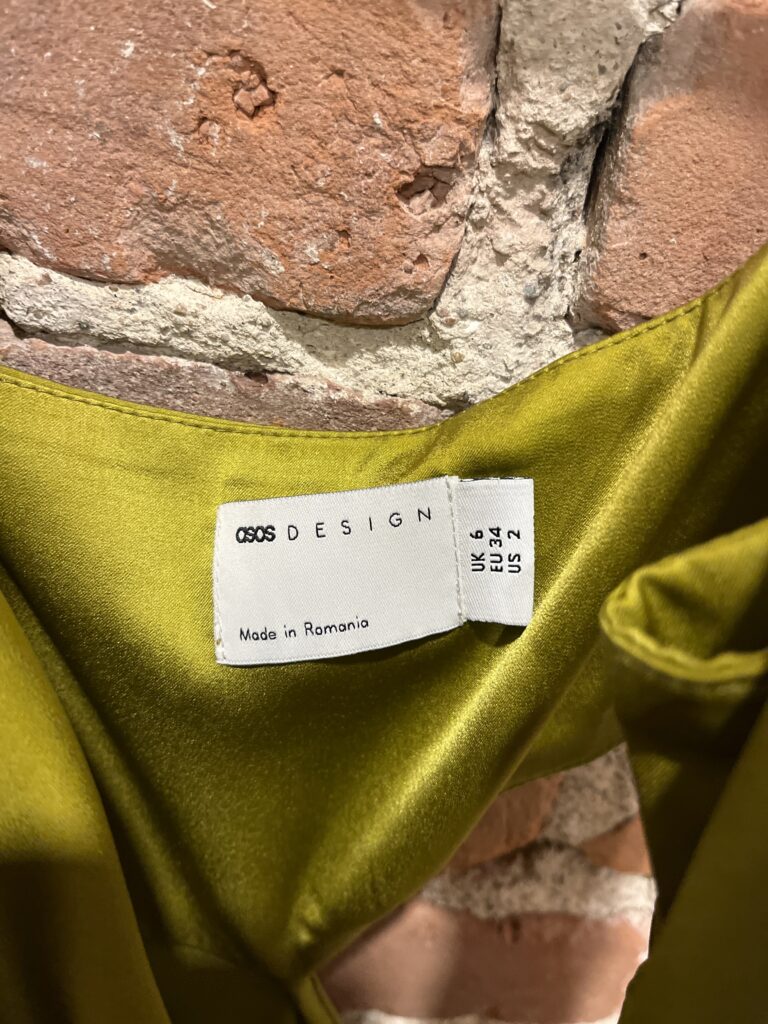 asos DESIGN
Made in Romania
UK 6
EU 34
US 2